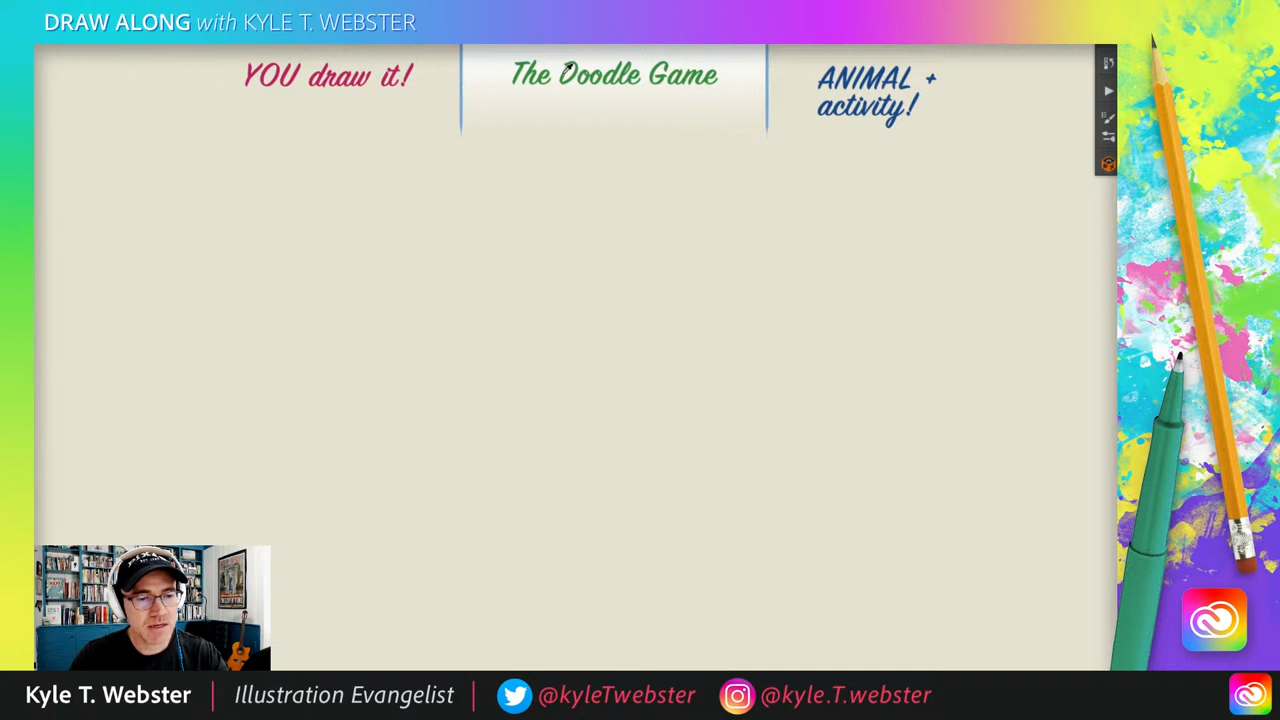 DRAW ALONG with KYLE T. WEBSTER
YOU draw it!
The Doodle Game
ANIMAL +
activity!
Kyle T. Webster | Illustration Evangelist @kyleTwebster @kyle.T.webster